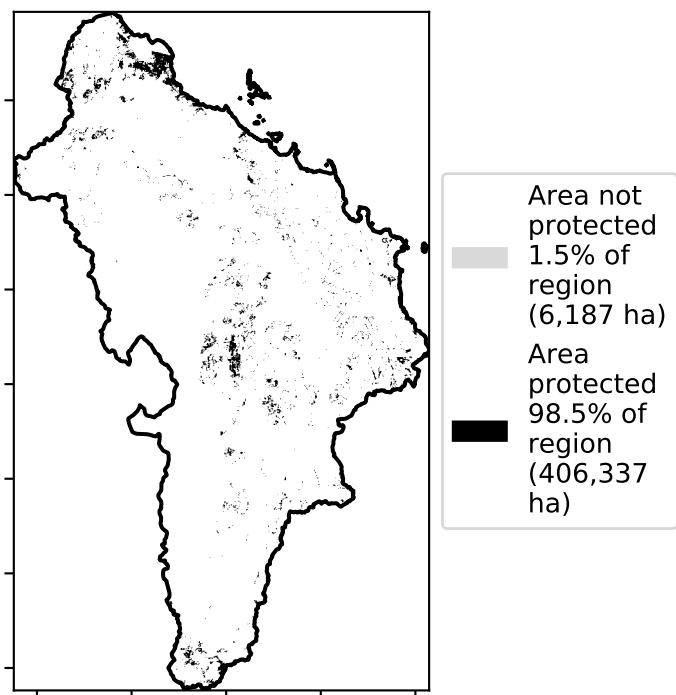 Area not
protected
1.5% of
region
(6,187 ha)
Area
protected
98.5% of
region
(406,337
ha)